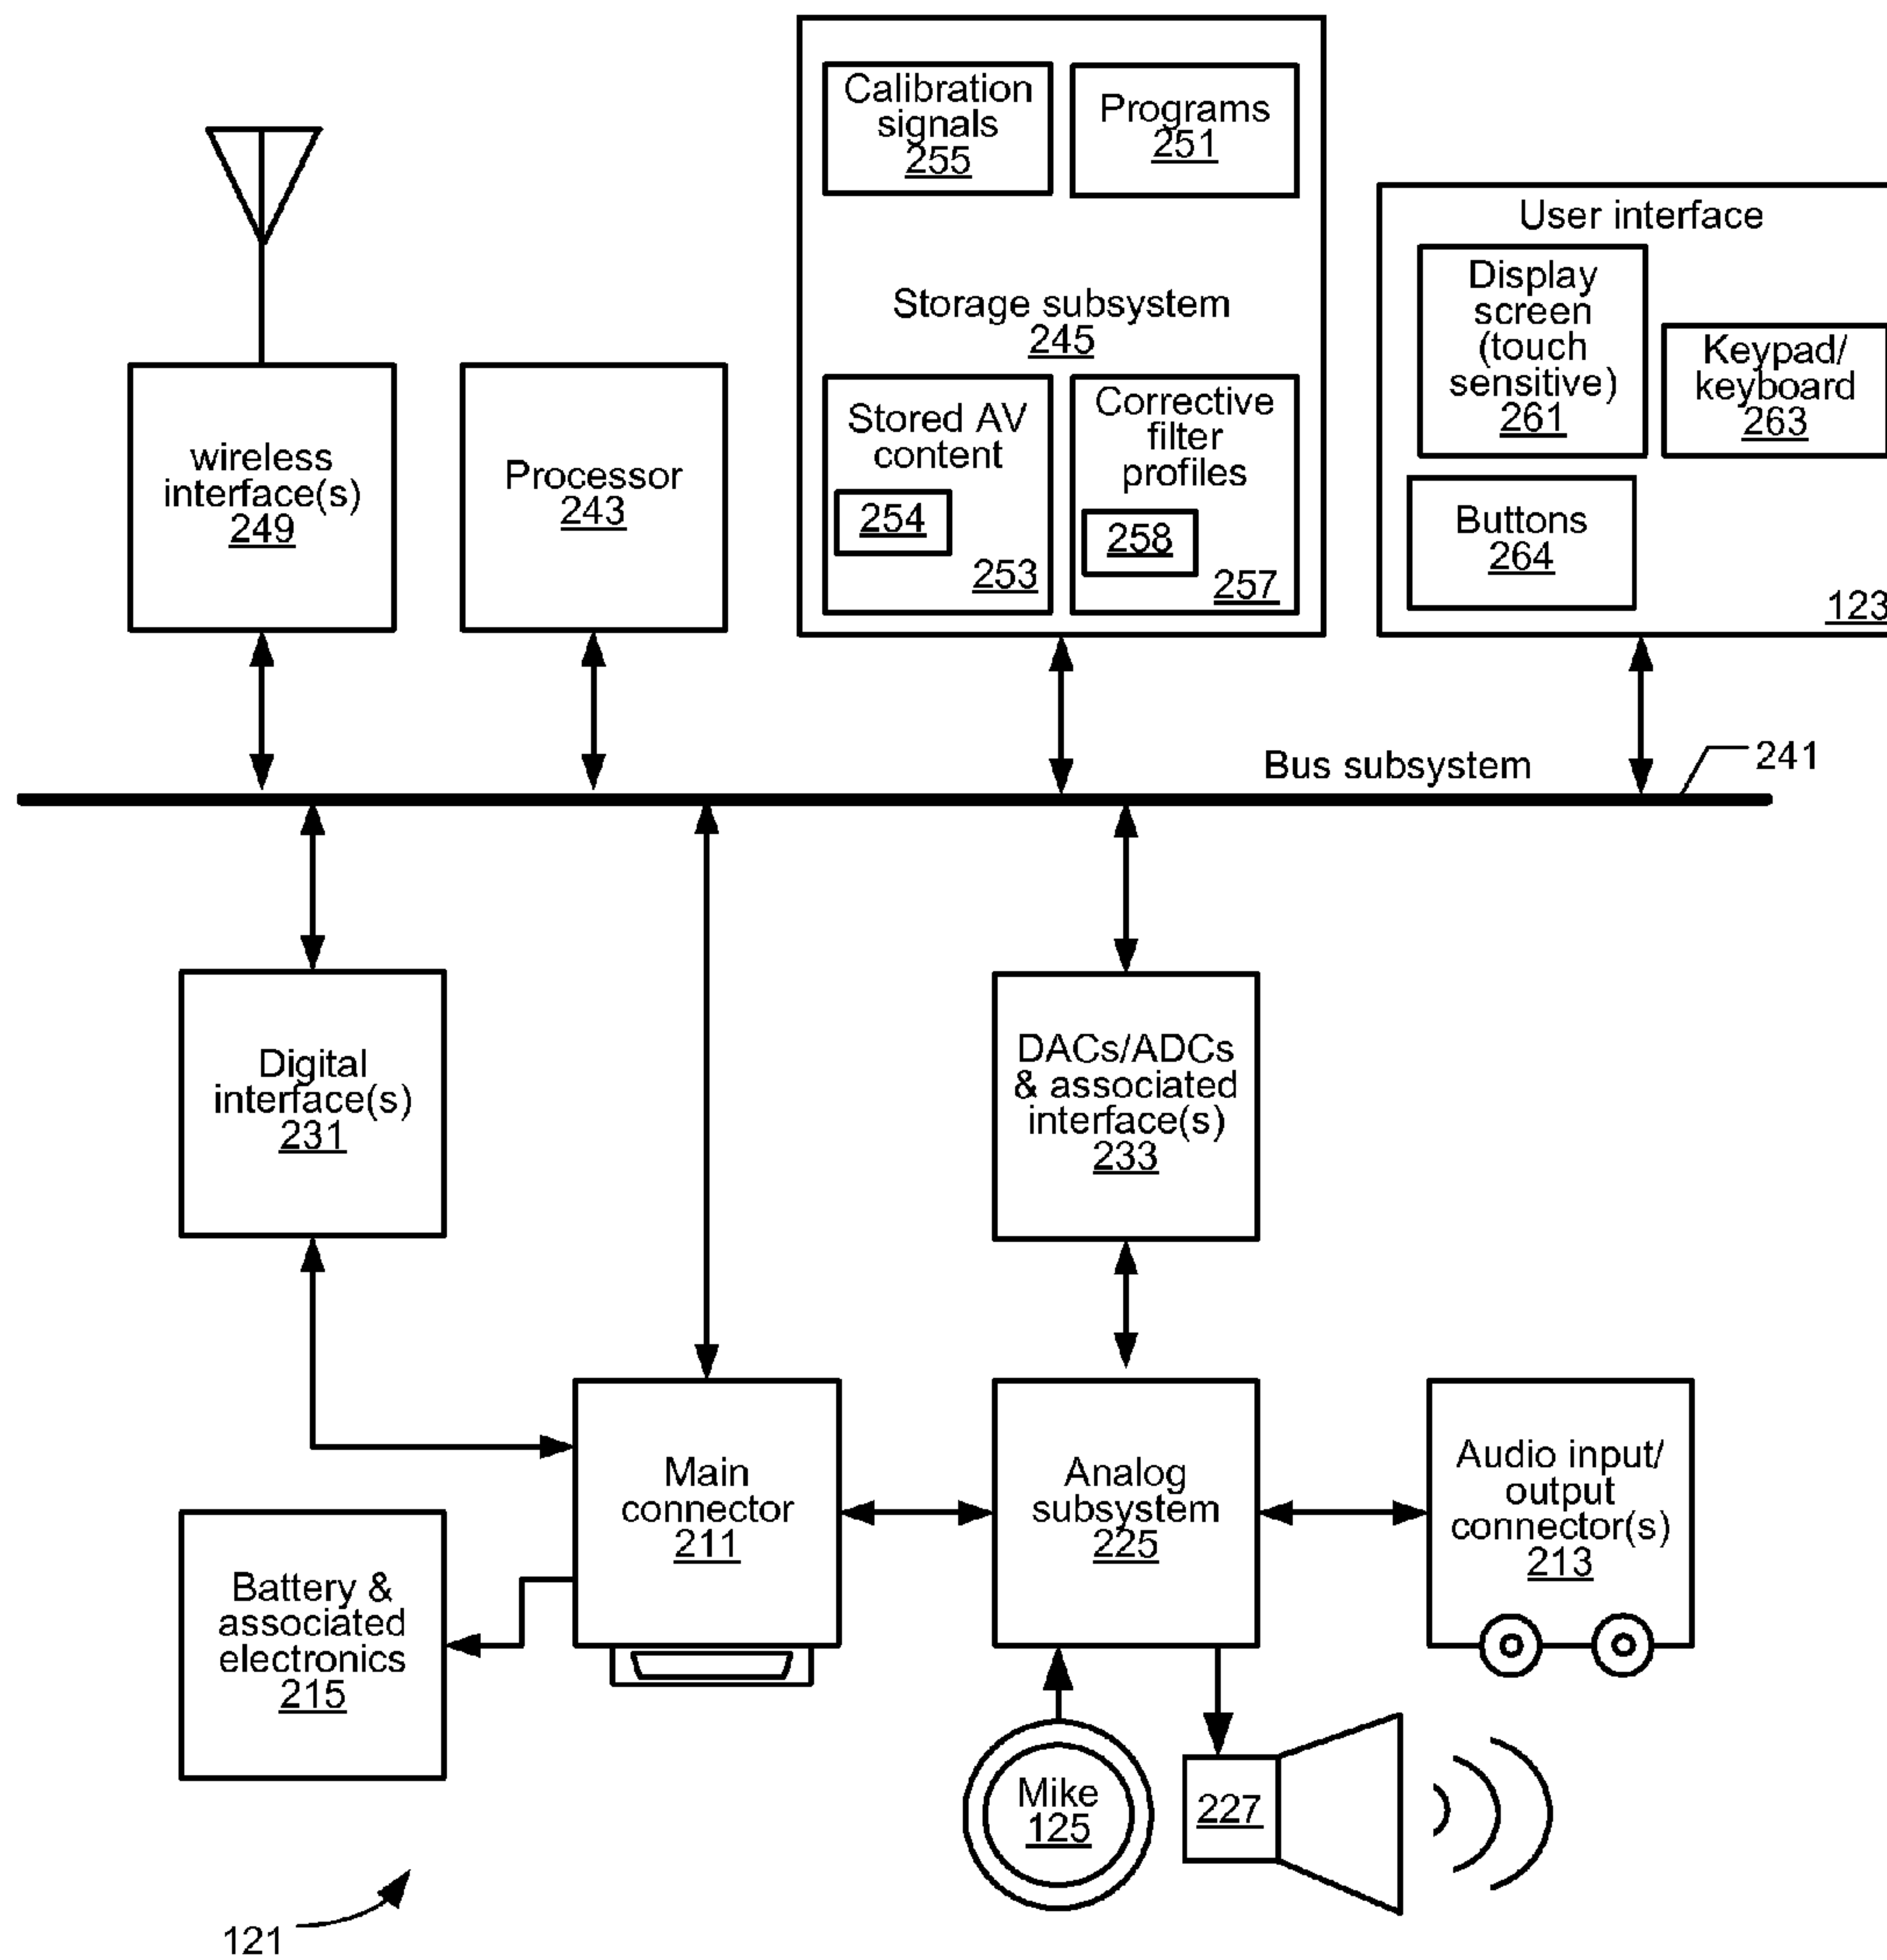 Calibration
signals
255
Programs
251
Storage subsystem
245
Stored AV
content
254
253
Corrective
filter
profiles
258
257
User interface
Display
screen
(touch
sensitive)
261
Keypad/
keyboard
263
Buttons
264
123
wireless
interface(s)
249
Processor
243
Bus subsystem
241
Digital
interface(s)
231
DACs/ADCs
& associated
interface(s)
233
Main
connector
211
Analog
subsystem
225
Audio input/
output
connector(s)
213
Battery &
associated
electronics
215
Mike
125
227
121